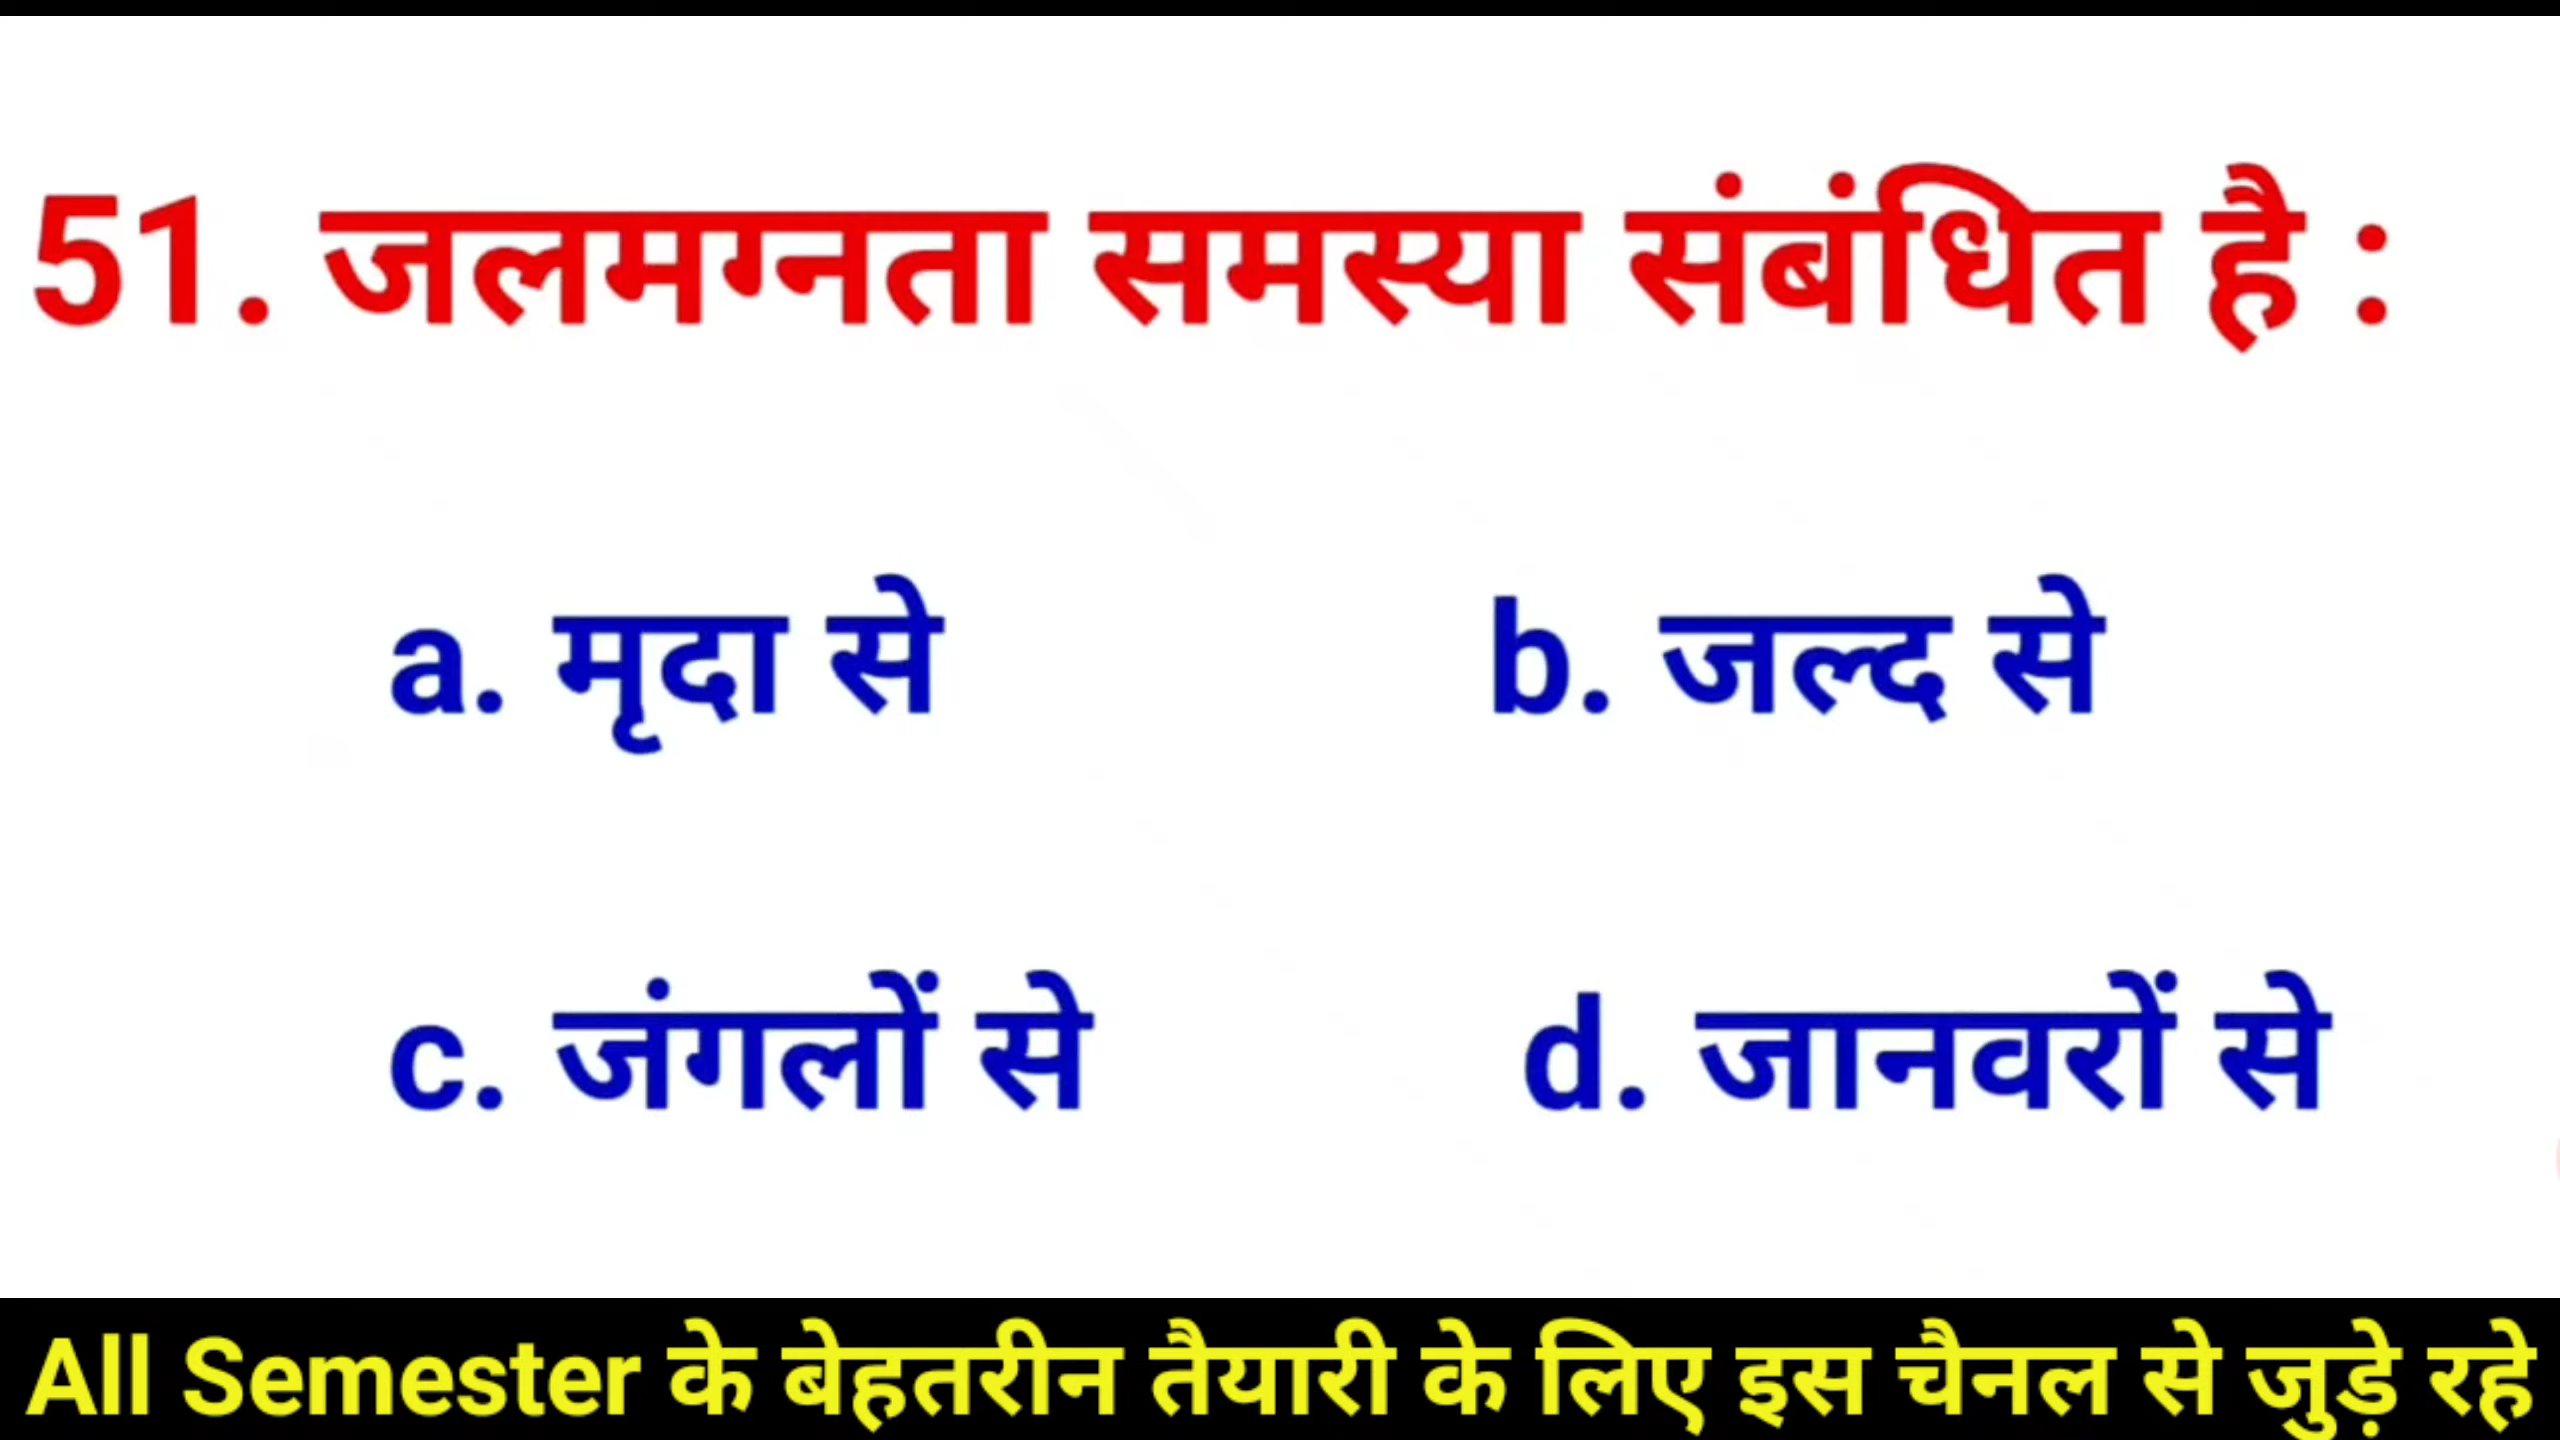 51. जलमग्नता समस्या संबंधित है :
a. मृदा से b. जल्द से
c. जंगलों से d. जानवरों से
All Semester के बेहतरीन तैयारी के लिए इस चैनल से जुड़े रहे